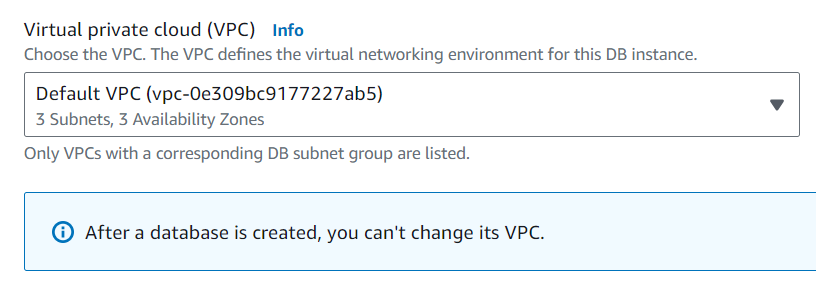 Virtual private cloud (VPC) Info
Choose the VPC. The VPC defines the virtual networking environment for this DB instance.
Default VPC (vpc-0e309bc9177227ab5)
3 Subnets, 3 Availability Zones
Only VPCs with a corresponding DB subnet group are listed.
After a database is created, you can't change its VPC.